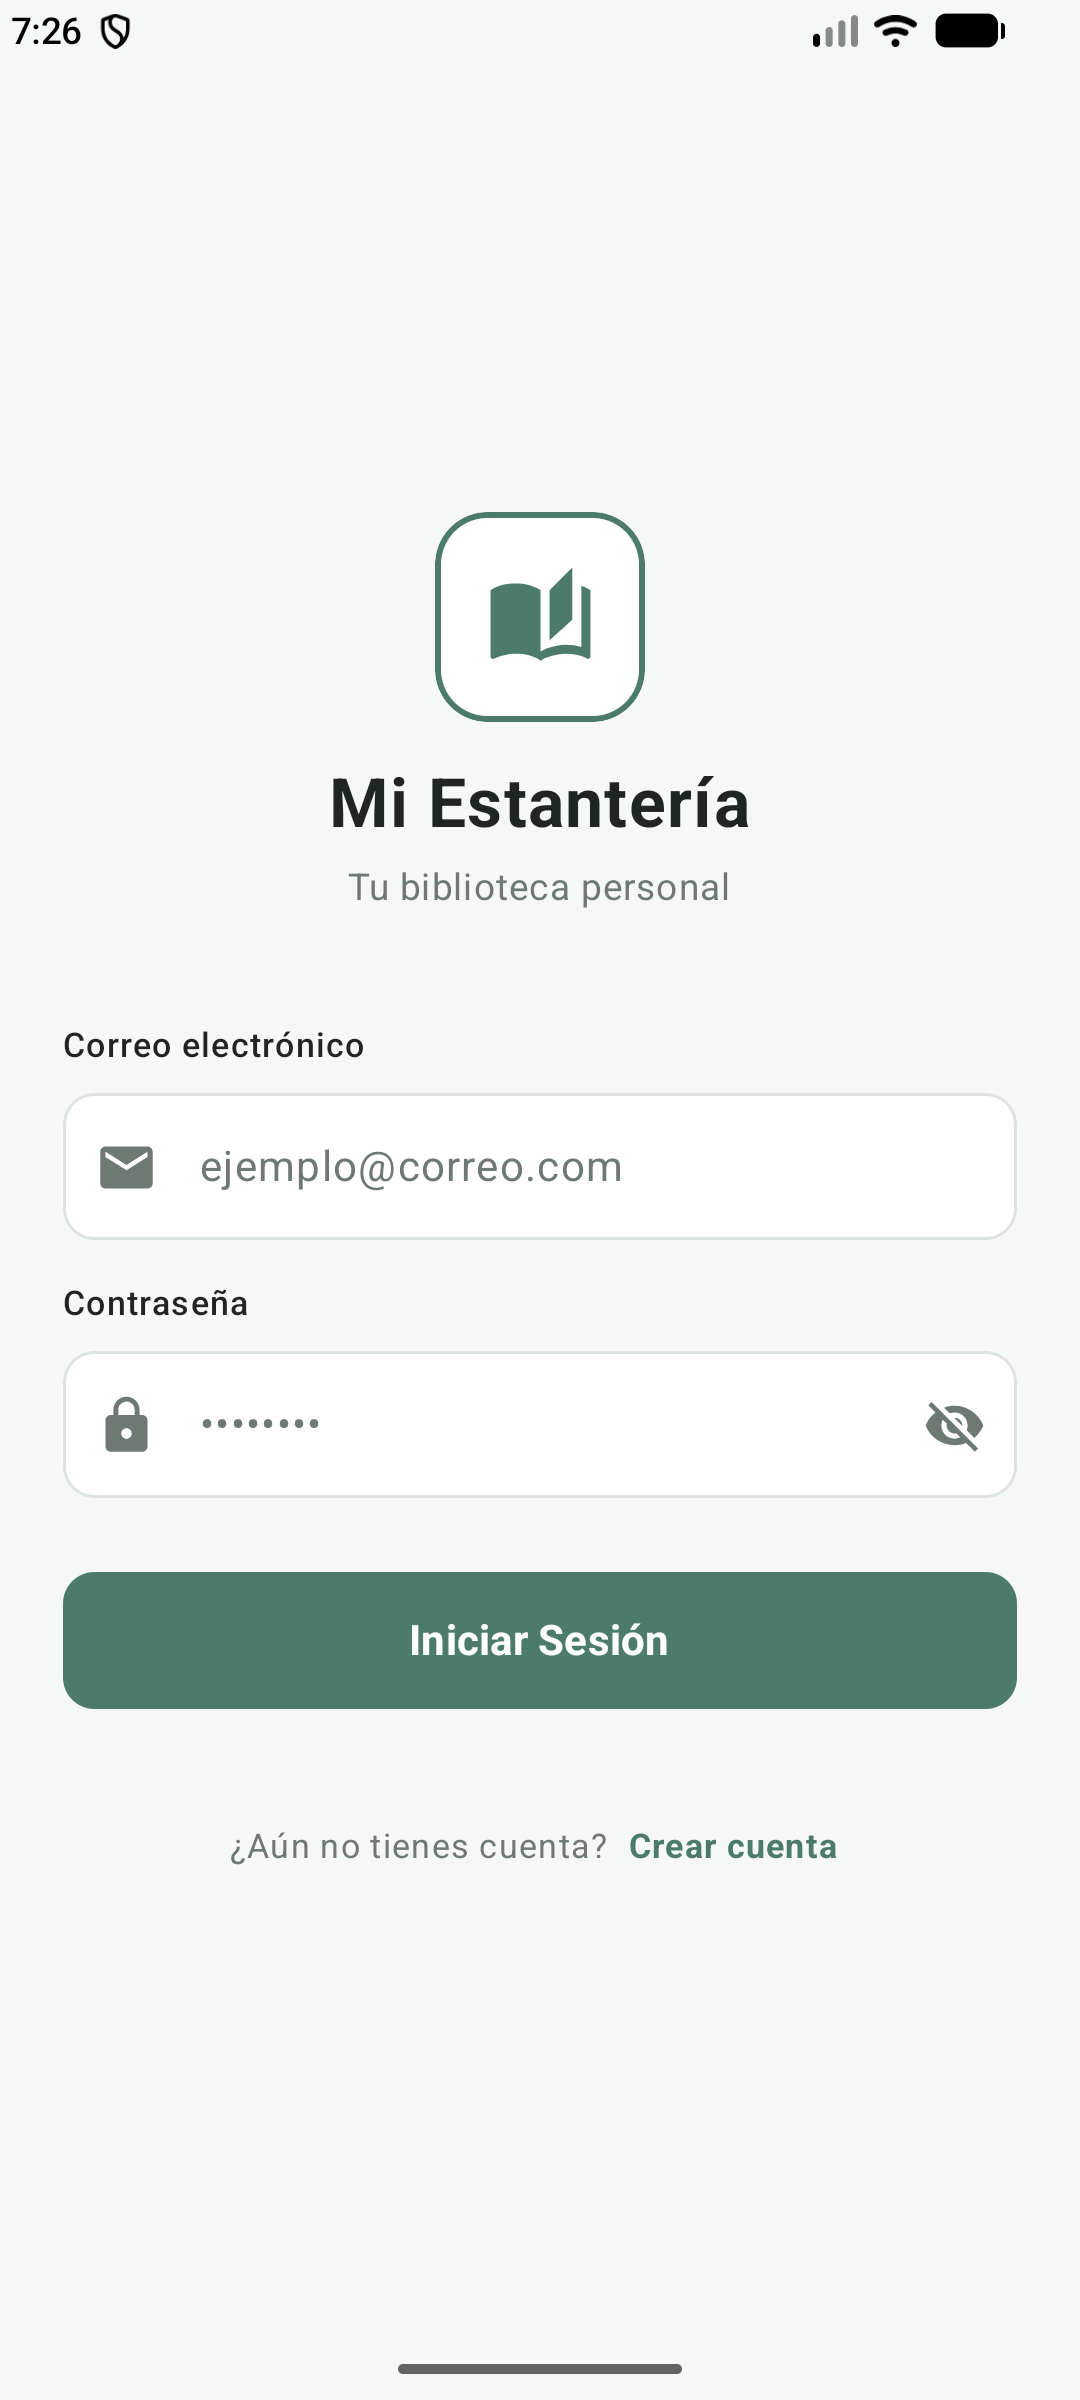 7:26
Mi Estantería
Tu biblioteca personal
Correo electrónico
ejemplo@correo.com
Contraseña
••••••••
Iniciar Sesión
¿Aún no tienes cuenta? Crear cuenta